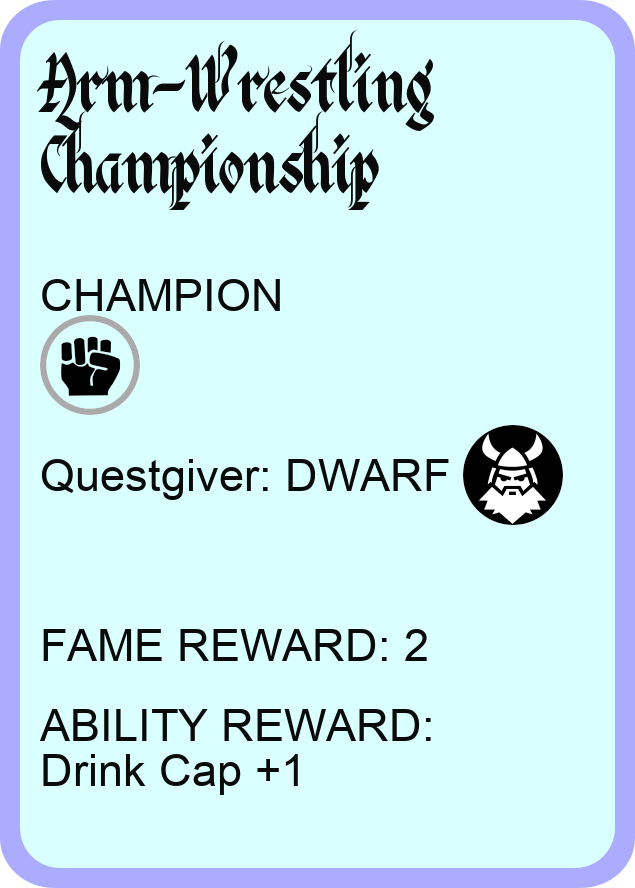 Arm-Wrestling
Championship
CHAMPION
Questgiver: DWARF
FAME REWARD: 2
ABILITY REWARD:
Drink Cap +1